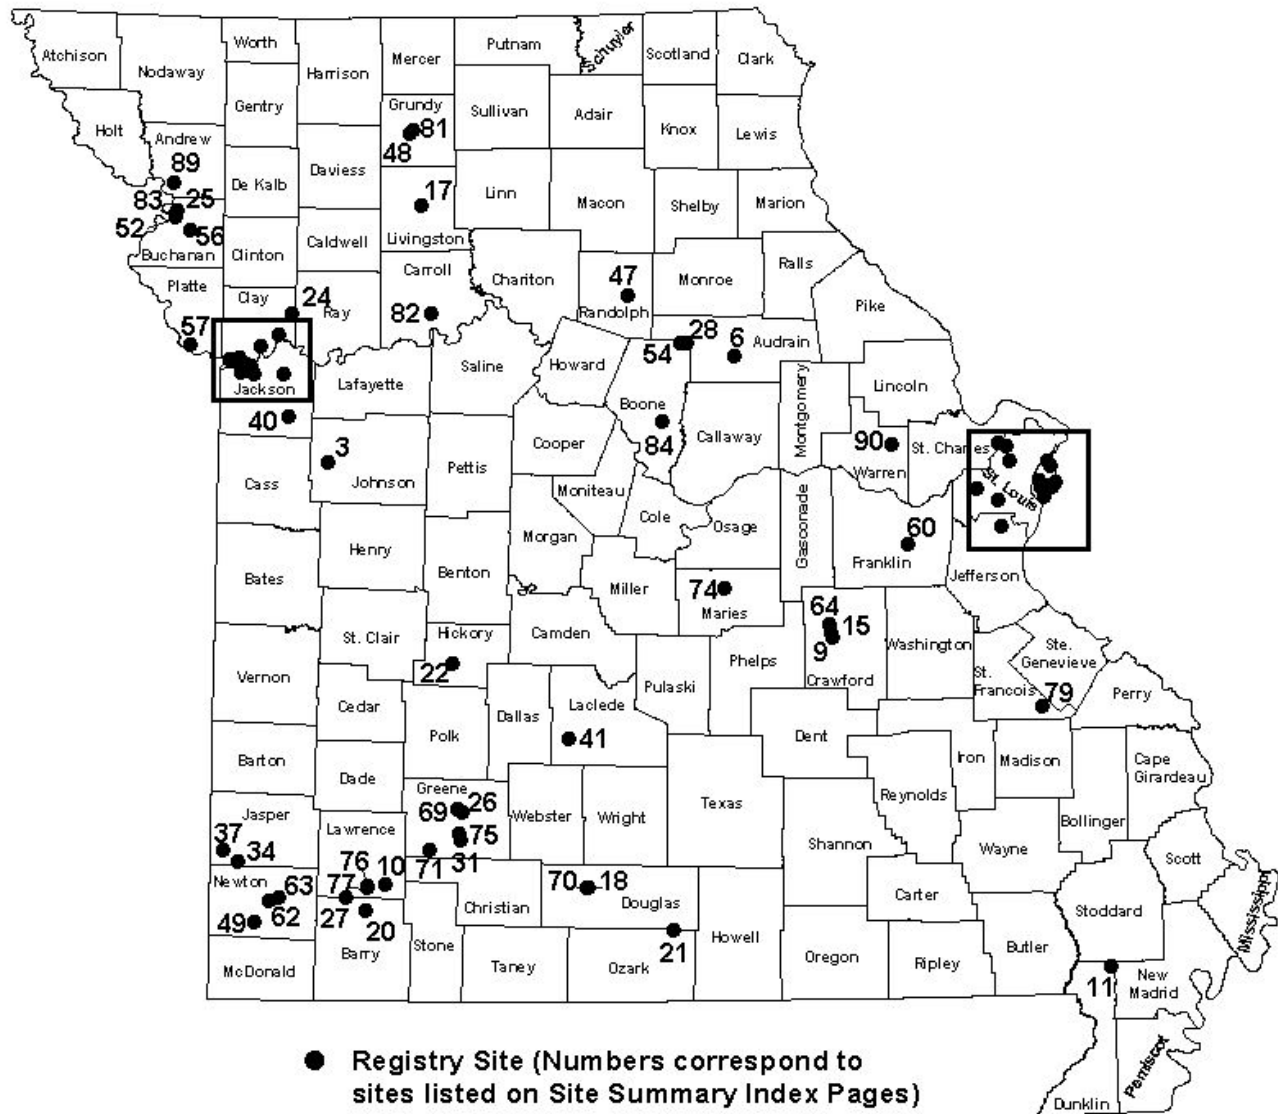 Atchison
Nodaway
Worth
Harrison
Mercer
Putnam
Schuyler
Scotland
Clark
Gentry
Grundy
81
48
Sullivan
Adair
Knox
Lewis
Holt
Andrew
89
De Kalb
Daviess
17
Livingston
Linn
Macon
Shelby
Marion
83
25
52
56
Buchanan
Clinton
Caldwell
Carroll
82
Chariton
47
Randolph
Monroe
Ralls
Pike
Platte
57
Clay
24
Ray
Jackson
40
Lafayette
Saline
Howard
54
28
6
Audrain
Boone
84
Callaway
Montgomery
Lincoln
90
Warren
St. Charles
St. Louis
3
Johnson
Pettis
Cooper
Moniteau
Cole
Osage
Gasconade
60
Franklin
Jefferson
Cass
Bates
Henry
Benton
Morgan
Miller
74
Maries
64
15
9
Crawford
Washington
Ste.
Genevieve
St.
Francois
79
Perry
Vernon
St. Clair
Hickory
22
Camden
Pulaski
Phelps
Cedar
Polk
Dallas
Laclede
41
Dent
Iron
Madison
Cape
Girardeau
Barton
Dade
Greene
69
26
75
31
71
Webster
Wright
Texas
Reynolds
Bollinger
Jasper
37
34
Lawrence
76
10
77
Shannon
Wayne
Scott
Mississippi
Newton
63
62
49
27
20
Barry
Stone
Christian
70
18
Douglas
21
Howell
Carter
Stoddard
McDonald
Taney
Ozark
Oregon
Ripley
Butler
11
New
Madrid
Pemiscot
Dunklin
Registry Site (Numbers correspond to
sites listed on Site Summary Index Pages)